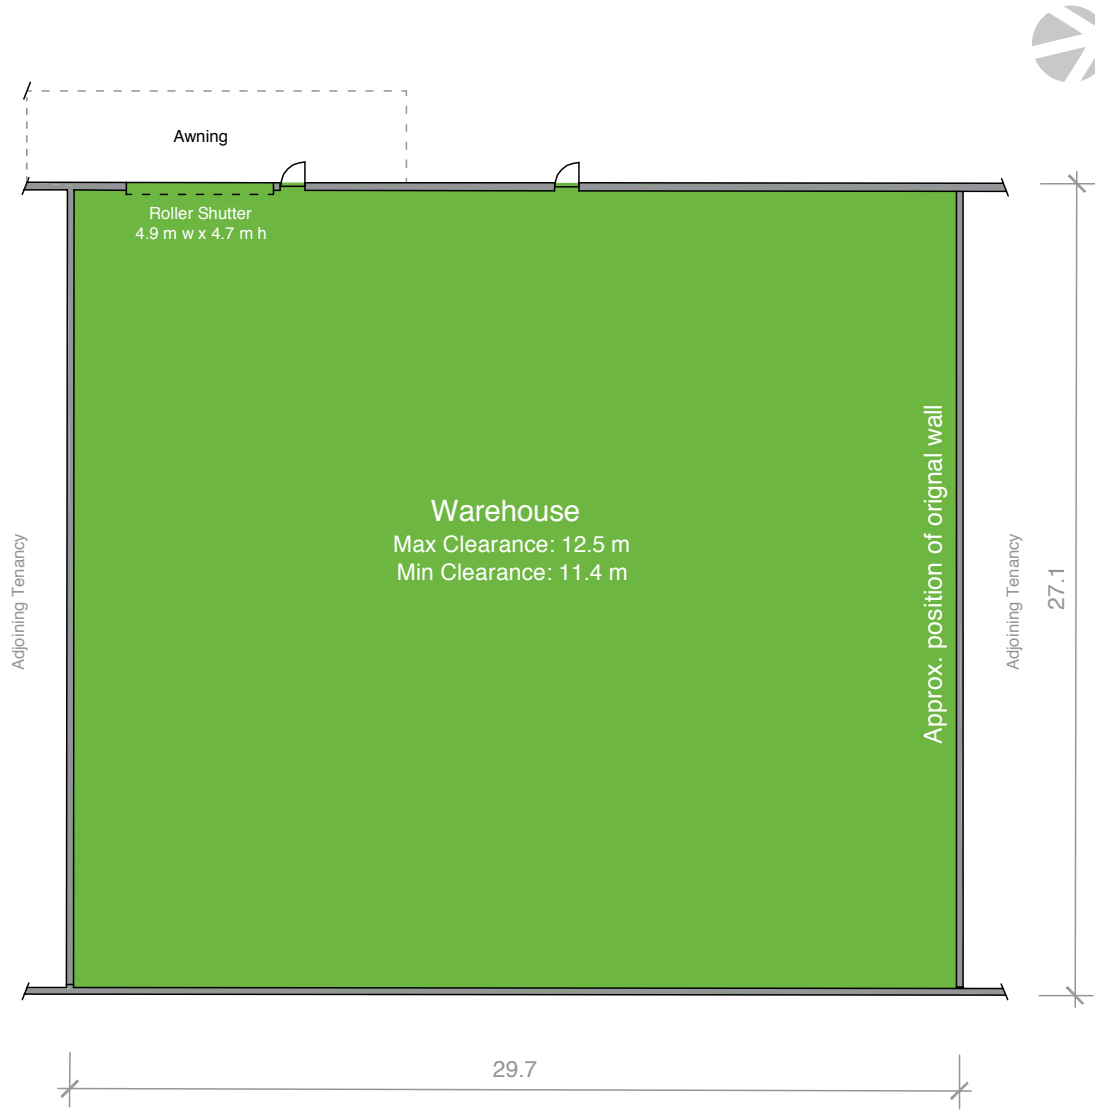 Awning
Roller Shutter
4.9 m w x 4.7 m h
Warehouse
Max Clearance: 12.5 m
Min Clearance: 11.4 m
Approx. position of orignal wall
Adjoining Tenancy
Adjoining Tenancy
27.1
29.7